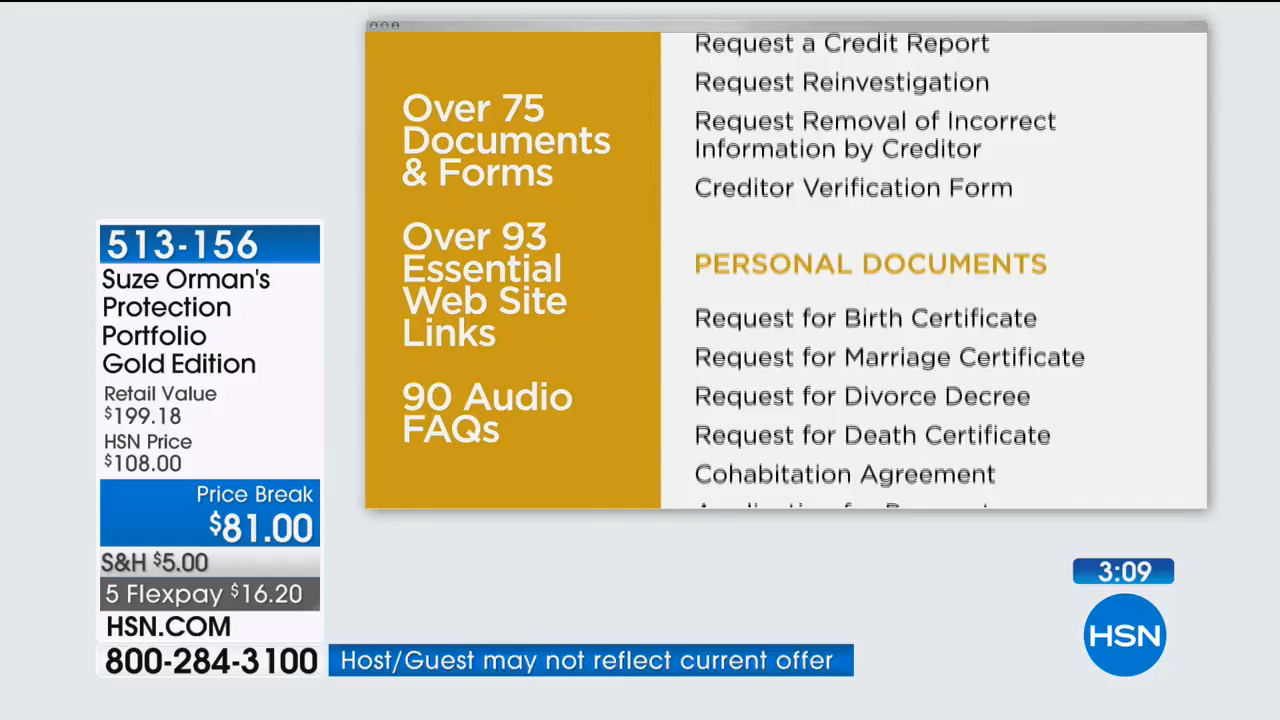 Over 75
Documents
& Forms
Over 93
Essential
Web Site
Links
90 Audio
FAQs
Request a Credit Report
Request Reinvestigation
Request Removal of Incorrect
Information by Creditor
Creditor Verification Form
PERSONAL DOCUMENTS
Request for Birth Certificate
Request for Marriage Certificate
Request for Divorce Decree
Request for Death Certificate
Cohabitation Agreement
513-156
Suze Orman's
Protection
Portfolio
Gold Edition
Retail Value
$199.18
HSN Price
$108.00
Price Break
$81.00
S&H $5.00
5 Flexpay $16.20
HSN.COM
800-284-3100
Host/Guest may not reflect current offer
3:09
HSN